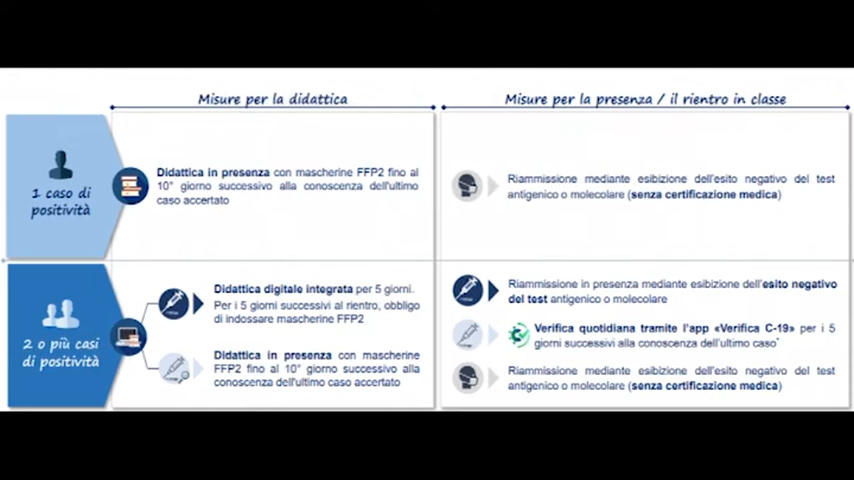 Misure per la didattica
Misure per la presenza / il rientro in classe
1 caso di
positività
Didattica in presenza con mascherine FFP2 fino al
10° giorno successivo alla conoscenza dell'ultimo
caso accertato
Riammissione mediante esibizione dell'esito negativo del test
antigenico o molecolare (senza certificazione medica)
2 o più casi
di positività
Didattica digitale integrata per 5 giorni.
Per i 5 giorni successivi al rientro, obbligo
di indossare mascherine FFP2
Didattica in presenza con mascherine
FFP2 fino al 10° giorno successivo alla
conoscenza dell'ultimo caso accertato
Riammissione in presenza mediante esibizione dell'esito negativo
del test antigenico o molecolare
Verifica quotidiana tramite l'app «Verifica C-19» per i 5
giorni successivi alla conoscenza dell'ultimo caso*
Riammissione mediante esibizione dell'esito negativo del test
antigenico o molecolare (senza certificazione medica)